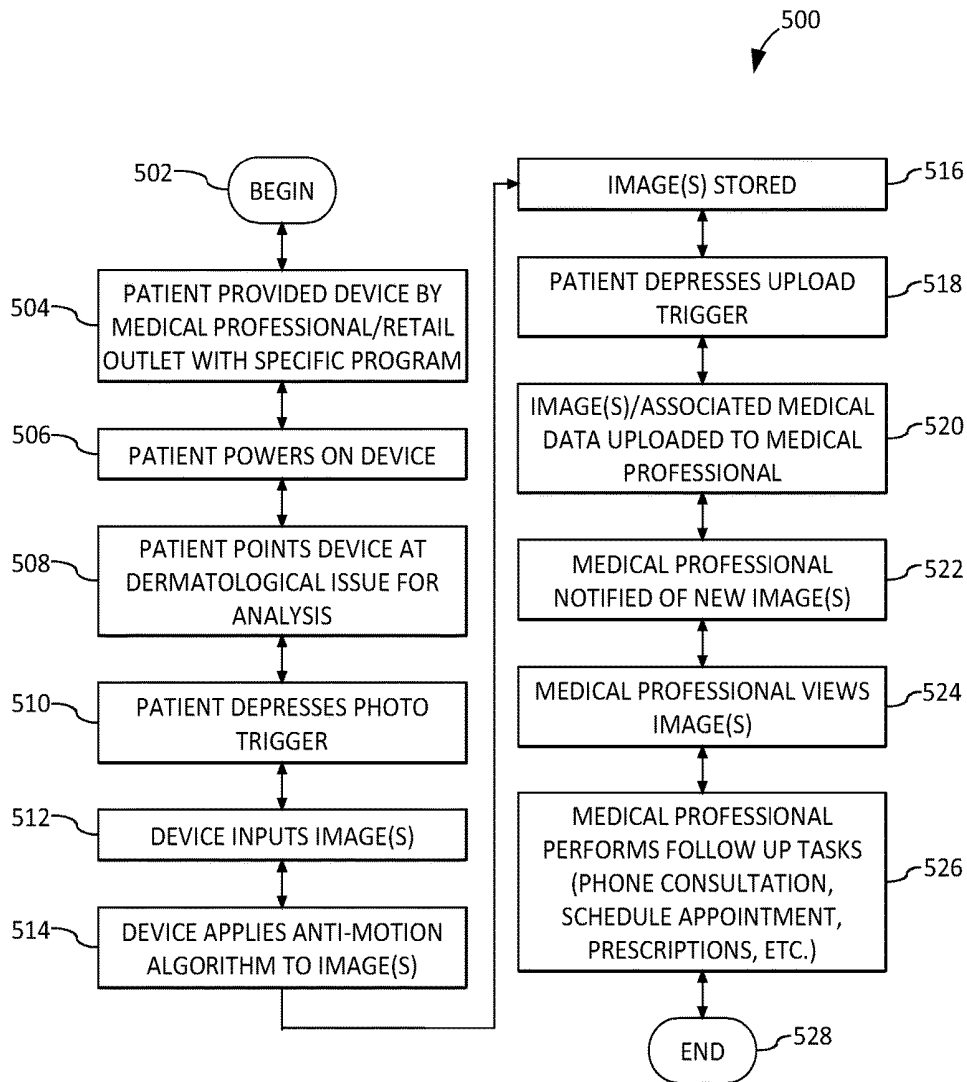 500
502
BEGIN
504
PATIENT PROVIDED DEVICE BY
MEDICAL PROFESSIONAL/RETAIL
OUTLET WITH SPECIFIC PROGRAM
506
PATIENT POWERS ON DEVICE
508
PATIENT POINTS DEVICE AT
DERMATOLOGICAL ISSUE FOR
ANALYSIS
510
PATIENT DEPRESSES PHOTO
TRIGGER
512
DEVICE INPUTS IMAGE(S)
514
DEVICE APPLIES ANTI-MOTION
ALGORITHM TO IMAGE(S)
IMAGE(S) STORED
516
PATIENT DEPRESSES UPLOAD
TRIGGER
518
IMAGE(S)/ASSOCIATED MEDICAL
DATA UPLOADED TO MEDICAL
PROFESSIONAL
520
MEDICAL PROFESSIONAL
NOTIFIED OF NEW IMAGE(S)
522
MEDICAL PROFESSIONAL VIEWS
IMAGE(S)
524
MEDICAL PROFESSIONAL
PERFORMS FOLLOW UP TASKS
(PHONE CONSULTATION,
SCHEDULE APPOINTMENT,
PRESCRIPTIONS, ETC.)
526
END
528